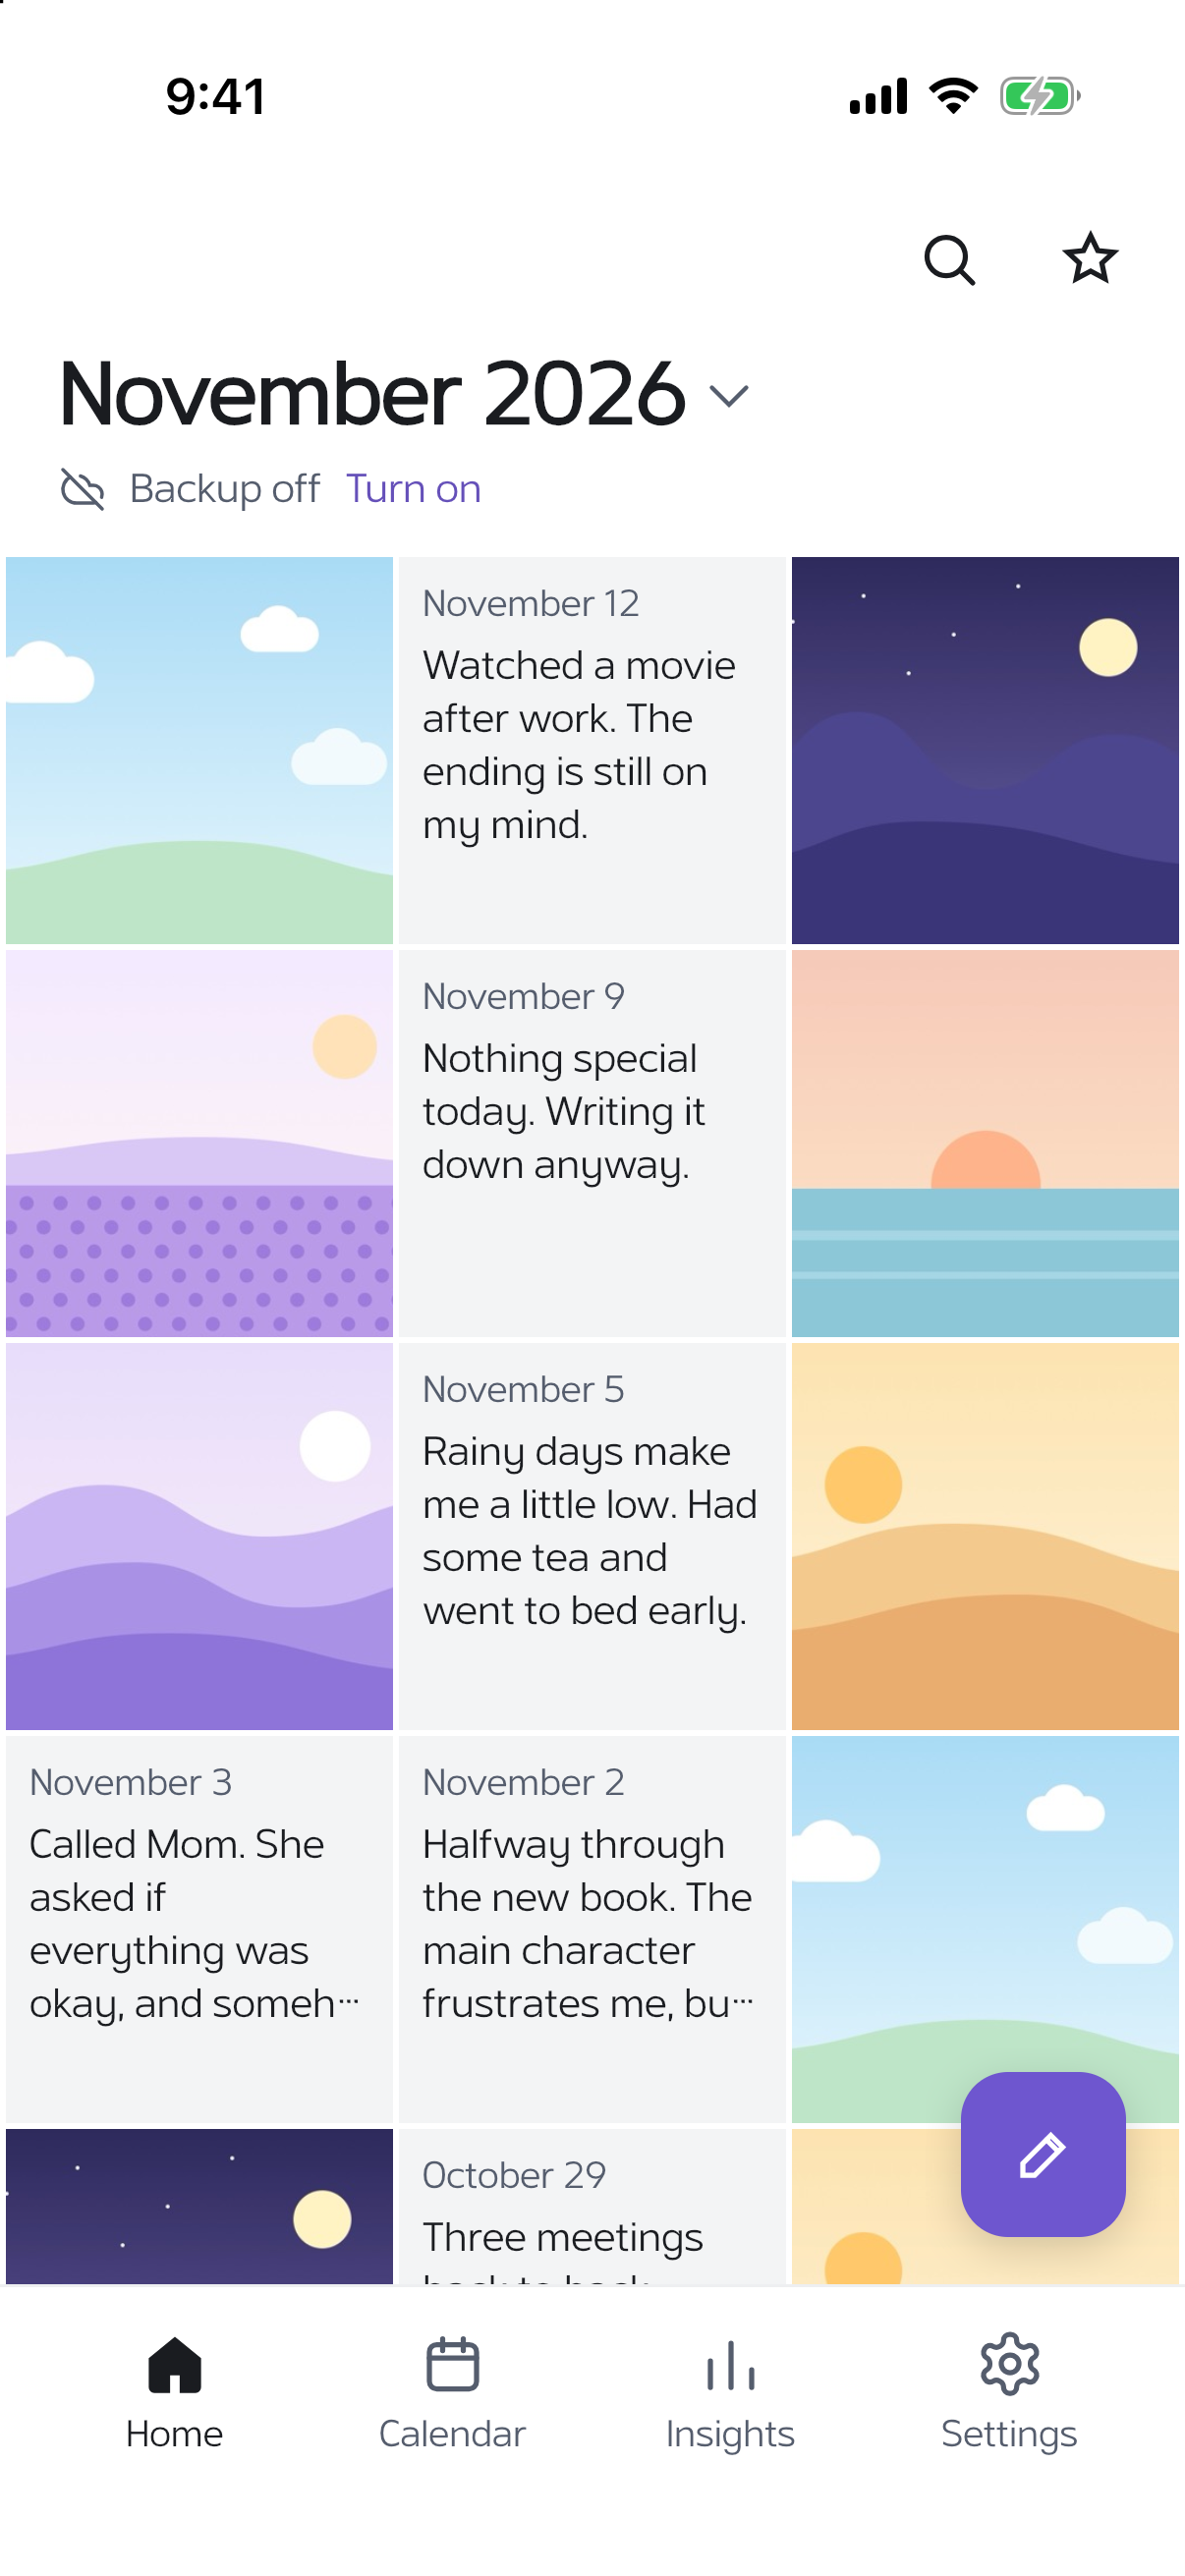 9:41
November 2026
Backup off Turn on
November 12
Watched a movie
after work. The
ending is still on
my mind.
November 9
Nothing special
today. Writing it
down anyway.
November 5
Rainy days make
me a little low. Had
some tea and
went to bed early.
November 3
Called Mom. She
asked if
everything was
okay, and someh…
November 2
Halfway through
the new book. The
main character
frustrates me, bu…
October 29
Three meetings
Home
Calendar
Insights
Settings